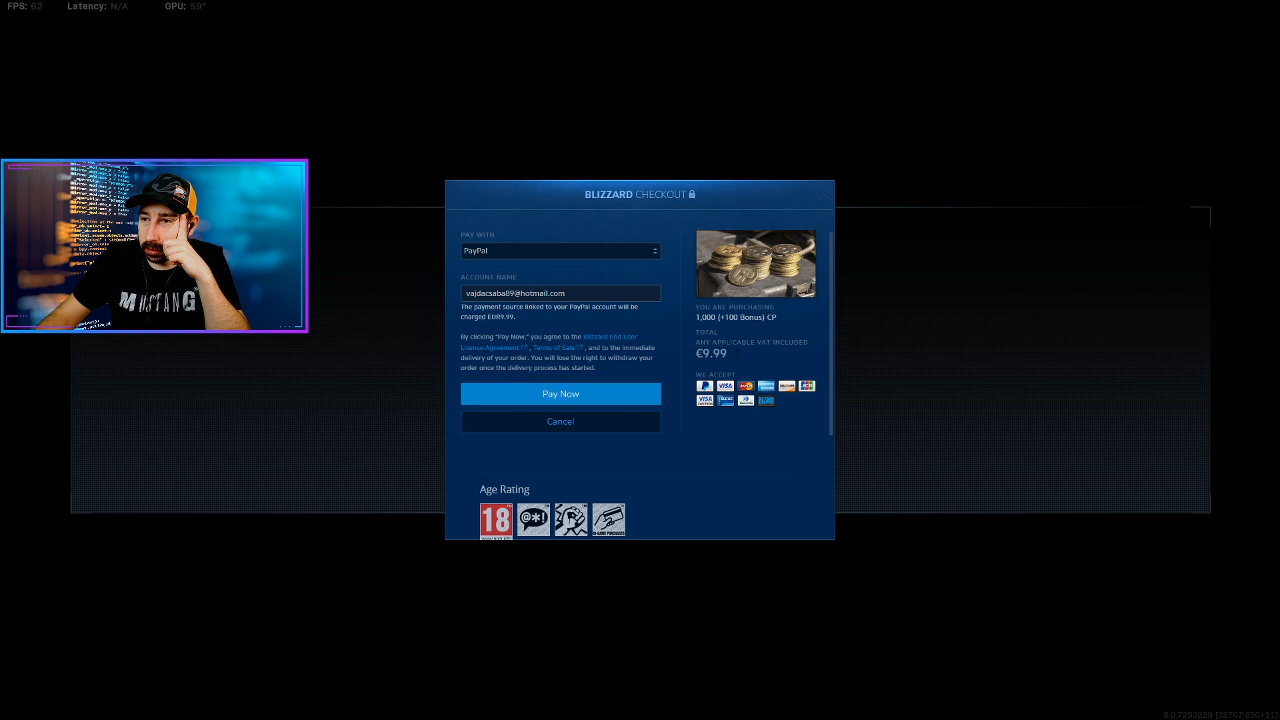 FPS: 62 Latency: N/A GPU: 59°
MUSTANG
BLIZZARD CHECKOUT
PAY WITH
PayPal
ACCOUNT NAME
vajdacsaba89@hotmail.com
The payment source linked to your PayPal account will be
charged EUR9.99.
By clicking "Pay Now," you agree to the Blizzard End User
License Agreement , Terms of Sale , and to the immediate
delivery of your order. You will lose the right to withdraw your
order once the delivery process has started.
Pay Now
Cancel
YOU ARE PURCHASING
1,000 (+100 Bonus) CP
TOTAL
ANY APPLICABLE VAT INCLUDED
€9.99
WE ACCEPT
VISA
Age Rating
18
@*!